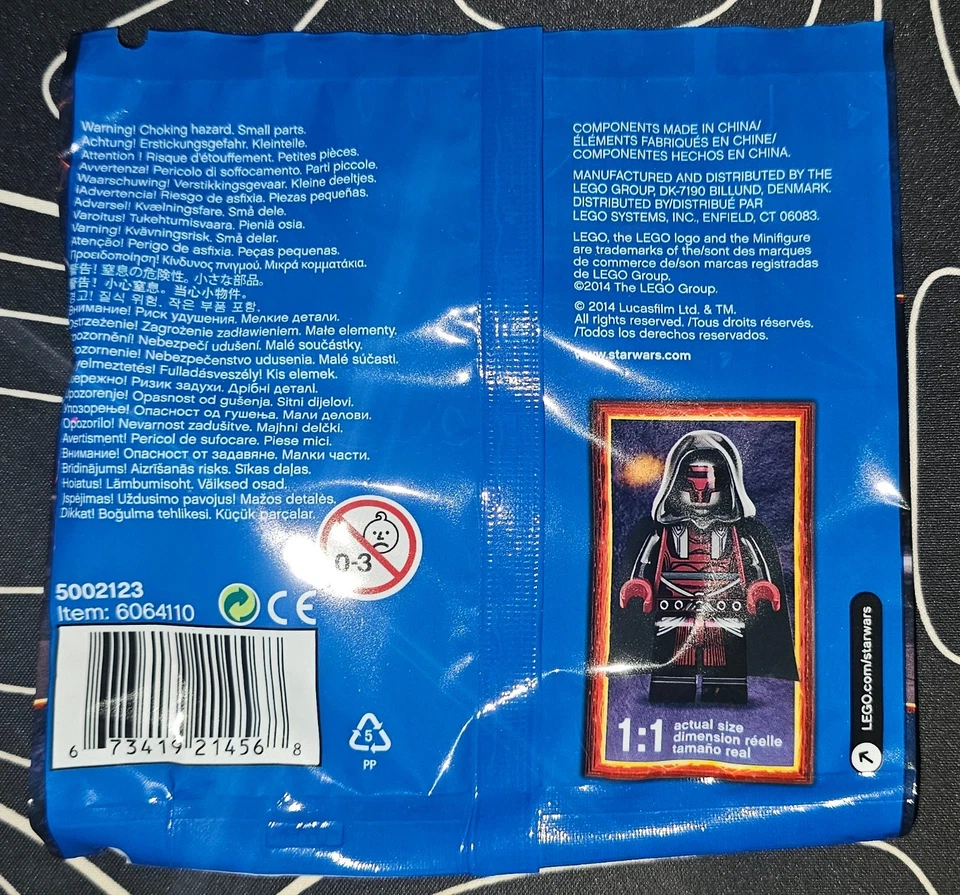 Warning! Choking hazard. Small parts.
Achtung! Erstickungsgefahr. Kleinteile.
Attention ! Risque d'étouffement. Petites pièces.
Avvertenza! Pericolo di soffocamento. Parti piccole.
Waarschuwing! Verstikkingsgevaar. Kleine deeltjes.
¡Advertencia! Riesgo de asfixia. Piezas pequeñas.
Advarsel! Kvælningsfare. Små dele.
Varoitus! Tukehtumisvaara. Pieniä osia.
Varning! Kvävningsrisk. Små delar.
Atenção! Perigo de asfixia. Peças pequenas.
Προειδοποίηση! Κίνδυνος πνιγμού. Μικρά κομματάκια.
警告! 窒息の危険性。小さな部品。
警告! 小心窒息。当心小物件。
경고! 질식 위험. 작은 부품 포함.
Внимание! Риск удушения. Мелкие детали.
Ostrzeżenie! Zagrożenie zadławieniem. Małe elementy.
Upozornění! Nebezpečí udušení. Malé součástky.
Upozornenie! Nebezpečenstvo udusenia. Malé súčasti.
Figyelmeztetés! Fulladásveszély! Kis elemek.
Обережно! Ризик задухи. Дрібні деталі.
Upozorenje! Opasnost od gušenja. Sitni dijelovi.
Упозорење! Опасност од гушења. Мали делови.
Opozorilo! Nevarnost zadušitve. Majhni delčki.
Avertisment! Pericol de sufocare. Piese mici.
Внимание! Опасност от задавяне. Малки части.
Brīdinājums! Aizrīšanās risks. Sīkas daļas.
Hoiatus! Lämbumisoht. Väiksed osad.
Įspėjimas! Uždusimo pavojus! Mažos detalės.
Dikkat! Boğulma tehlikesi. Küçük parçalar.
0-3
5002123
Item: 6064110
CE
6 73419 21456 8
5
PP
COMPONENTS MADE IN CHINA/
ÉLÉMENTS FABRIQUÉS EN CHINE/
COMPONENTES HECHOS EN CHINA.
MANUFACTURED AND DISTRIBUTED BY THE
LEGO GROUP, DK-7190 BILLUND, DENMARK.
DISTRIBUTED BY/DISTRIBUÉ PAR
LEGO SYSTEMS, INC., ENFIELD, CT 06083.
LEGO, the LEGO logo and the Minifigure
are trademarks of the/sont des marques
de commerce de/son marcas registradas
de LEGO Group.
©2014 The LEGO Group.
© 2014 Lucasfilm Ltd. & TM.
All rights reserved. /Tous droits réservés.
/Todos los derechos reservados.
www.starwars.com
1:1 actual size
dimension réelle
tamaño real
LEGO.com/starwars